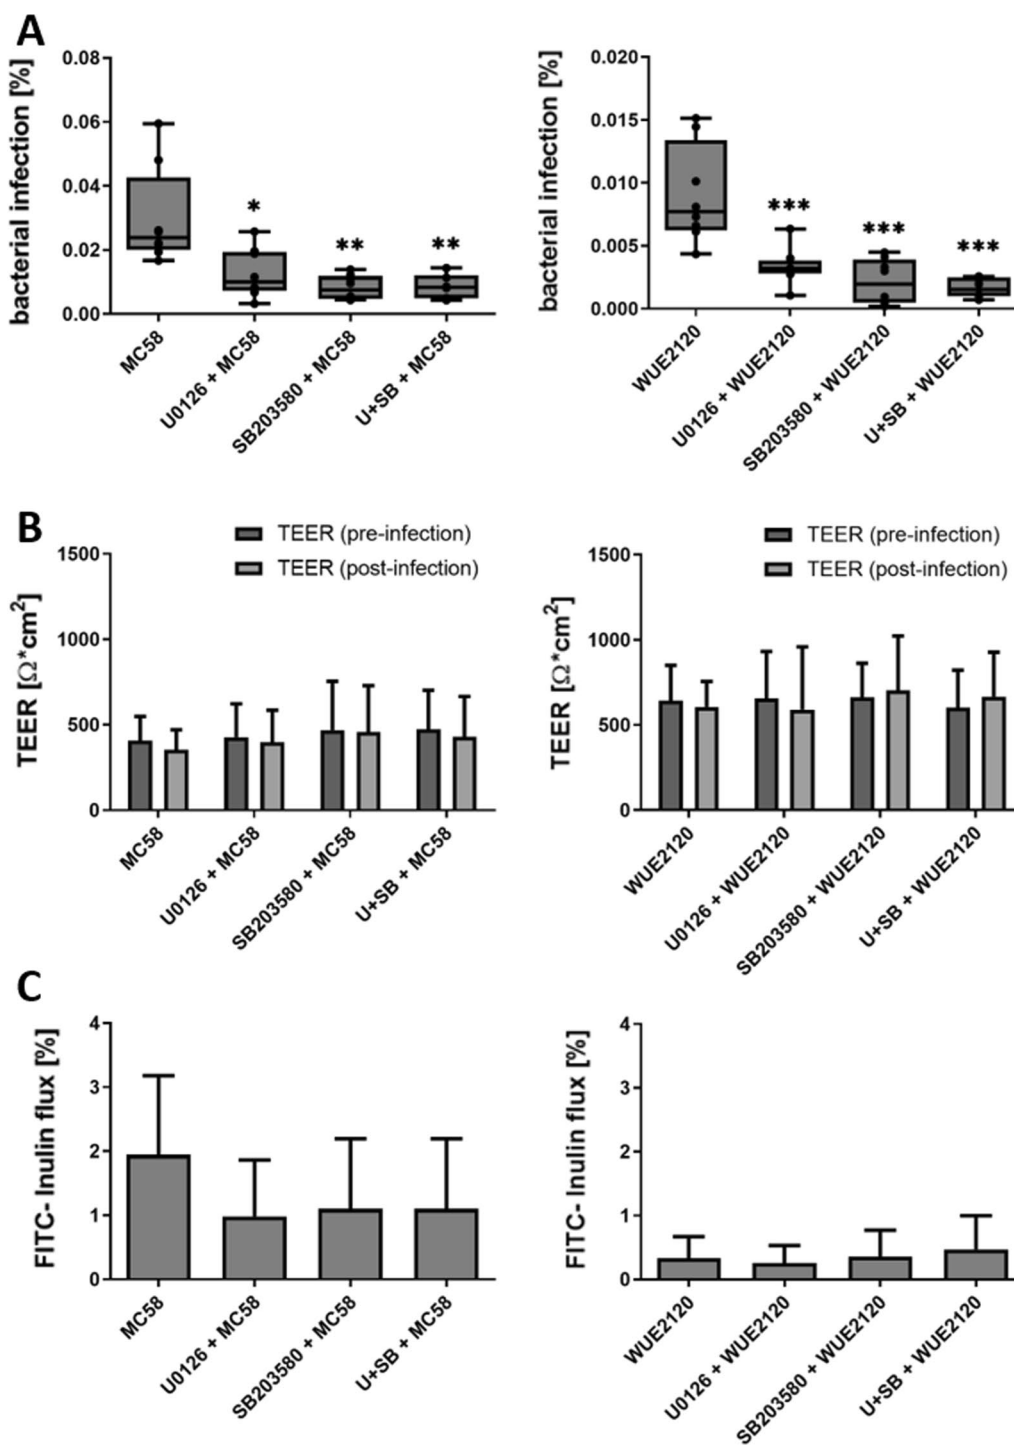 A
bacterial infection [%]
0.08
0.06
0.04
0.02
0.00
*
**
**
MC58
U0126 + MC58
SB203580 + MC58
U+SB + MC58
bacterial infection [%]
0.020
0.015
0.010
0.005
0.000
***
***
***
WUE2120
U0126 + WUE2120
SB203580 + WUE2120
U+SB + WUE2120
B
TEER (pre-infection)
TEER (post-infection)
TEER [Ω*cm²]
1500
1000
500
0
MC58
U0126 + MC58
SB203580 + MC58
U+SB + MC58
TEER (pre-infection)
TEER (post-infection)
TEER [Ω*cm²]
1500
1000
500
0
WUE2120
U0126 + WUE2120
SB203580 + WUE2120
U+SB + WUE2120
C
FITC- Inulin flux [%]
4
3
2
1
0
MC58
U0126 + MC58
SB203580 + MC58
U+SB + MC58
FITC- Inulin flux [%]
4
3
2
1
0
WUE2120
U0126 + WUE2120
SB203580 + WUE2120
U+SB + WUE2120